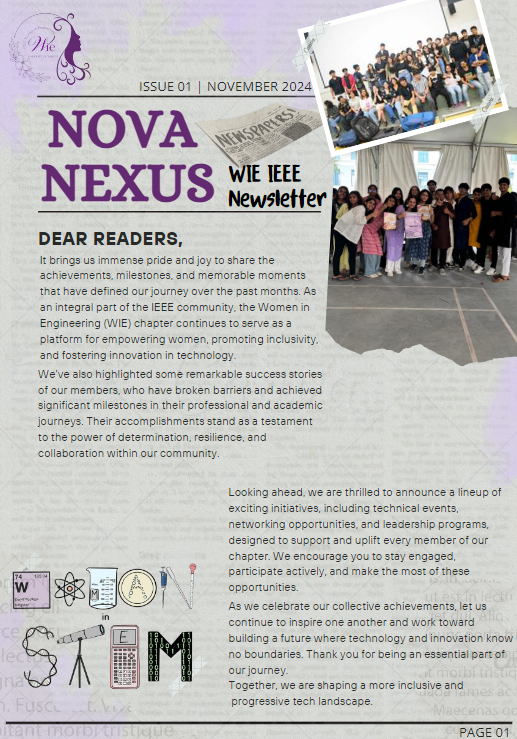 Wie
ISSUE 01 | NOVEMBER 2024
NOVA
NEXUS
NEWSPAPERS!
WIE IEEE
Newsletter
DEAR READERS,
It brings us immense pride and joy to share the
achievements, milestones, and memorable moments
that have defined our journey over the past months. As
an integral part of the IEEE community, the Women in
Engineering (WIE) chapter continues to serve as a
platform for empowering women, promoting inclusivity,
and fostering innovation in technology.
We've also highlighted some remarkable success stories
of our members, who have broken barriers and achieved
significant milestones in their professional and academic
journeys. Their accomplishments stand as a testament
to the power of determination, resilience, and
collaboration within our community.
Looking ahead, we are thrilled to announce a lineup of
exciting initiatives, including technical events,
networking opportunities, and leadership programs,
designed to support and uplift every member of our
chapter. We encourage you to stay engaged,
participate actively, and make the most of these
opportunities.
As we celebrate our collective achievements, let us
continue to inspire one another and work toward
building a future where technology and innovation know
no boundaries. Thank you for being an essential part of
our journey.
Together, we are shaping a more inclusive and
progressive tech landscape.
74
W
WOMAN
in
STEM
PAGE 01